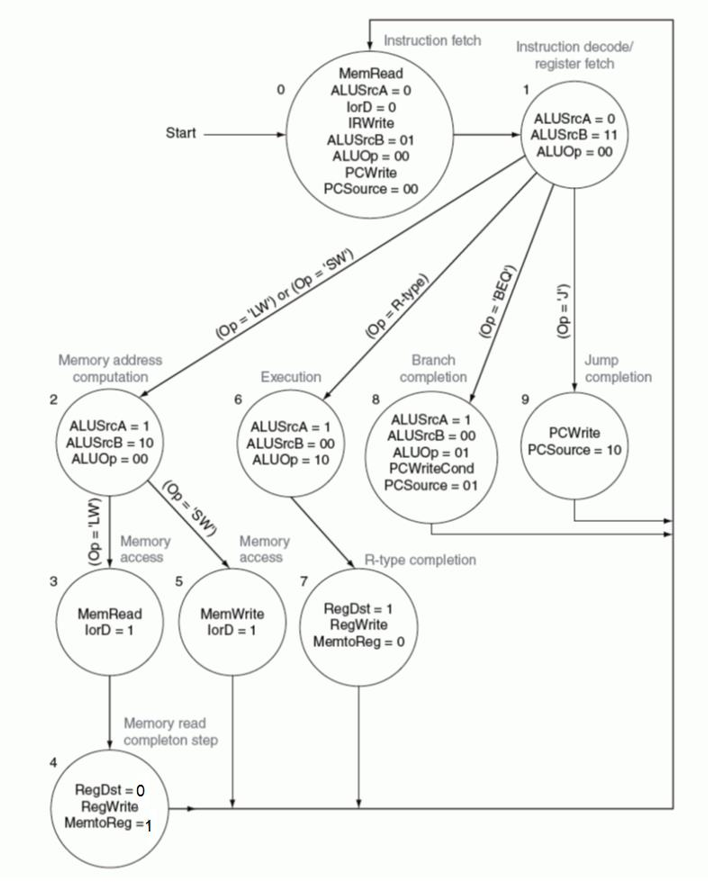 Instruction fetch
Instruction decode/
register fetch
0
MemRead
ALUSrcA = 0
IorD = 0
IRWrite
ALUSrcB = 01
ALUOp = 00
PCWrite
PCSource = 00
1
ALUSrcA = 0
ALUSrcB = 11
ALUOp = 00
Start
(Op = 'LW') or (Op = 'SW')
(Op = R-type)
(Op = 'BEQ')
(Op = 'J')
Memory address
computation
Execution
Branch
completion
Jump
completion
2
ALUSrcA = 1
ALUSrcB = 10
ALUOp = 00
6
ALUSrcA = 1
ALUSrcB = 00
ALUOp = 10
8
ALUSrcA = 1
ALUSrcB = 00
ALUOp = 01
PCWriteCond
PCSource = 01
9
PCWrite
PCSource = 10
(Op = 'LW')
(Op = 'SW')
Memory
access
Memory
access
R-type completion
3
MemRead
IorD = 1
5
MemWrite
IorD = 1
7
RegDst = 1
RegWrite
MemtoReg = 0
Memory read
completon step
4
RegDst = 0
RegWrite
MemtoReg =1